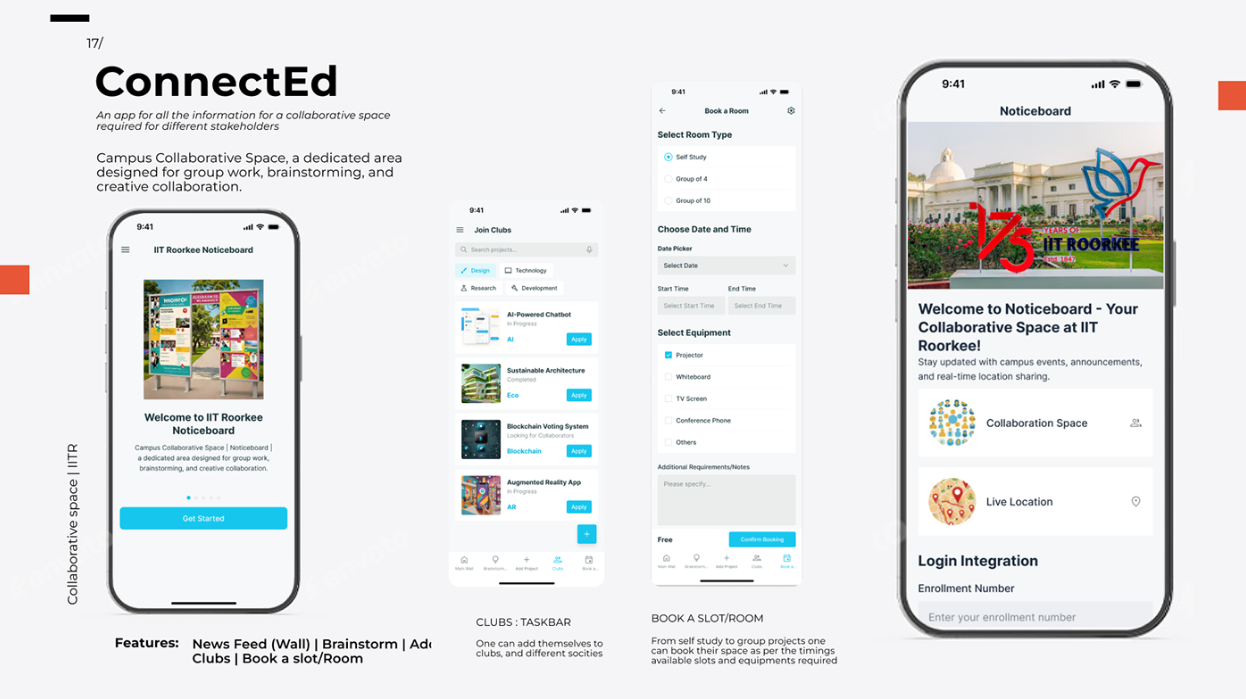 17/
ConnectEd
An app for all the information for a collaborative space
required for different stakeholders
Campus Collaborative Space, a dedicated area
designed for group work, brainstorming, and
creative collaboration.
Collaborative space | IITR
9:41
IIT Roorkee Noticeboard
Welcome to IIT Roorkee
Noticeboard
Campus Collaborative Space | Noticeboard |
a dedicated area designed for group work,
brainstorming, and creative collaboration.
Get Started
Features: News Feed (Wall) | Brainstorm | Ad
Clubs | Book a slot/Room
9:41
Join Clubs
Search projects...
Design
Technology
Research
Development
AI-Powered Chatbot
In Progress
AI
Apply
Sustainable Architecture
Completed
Eco
Apply
Blockchain Voting System
Looking for Collaborators
Blockchain
Apply
Augmented Reality App
In Progress
AR
Apply
+
Main Wall
Brainstorm...
Add Project
Clubs
Book a...
CLUBS : TASKBAR
One can add themselves to
clubs, and different socities
9:41
Book a Room
Select Room Type
Self Study
Group of 4
Group of 10
Choose Date and Time
Date Picker
Select Date
Start Time
End Time
Select Start Time
Select End Time
Select Equipment
Projector
Whiteboard
TV Screen
Conference Phone
Others
Additional Requirements/Notes
Please specify...
Free
Confirm Booking
Main Wall
Brainstorm...
Add Project
Clubs
Book a...
BOOK A SLOT/ROOM
From self study to group projects one
can book their space as per the timings
available slots and equipments required
9:41
Noticeboard
175
YEARS OF
IIT ROORKEE
Estd. 1847
Welcome to Noticeboard - Your
Collaborative Space at IIT
Roorkee!
Stay updated with campus events, announcements,
and real-time location sharing.
Collaboration Space
Live Location
Login Integration
Enrollment Number
Enter your enrollment number